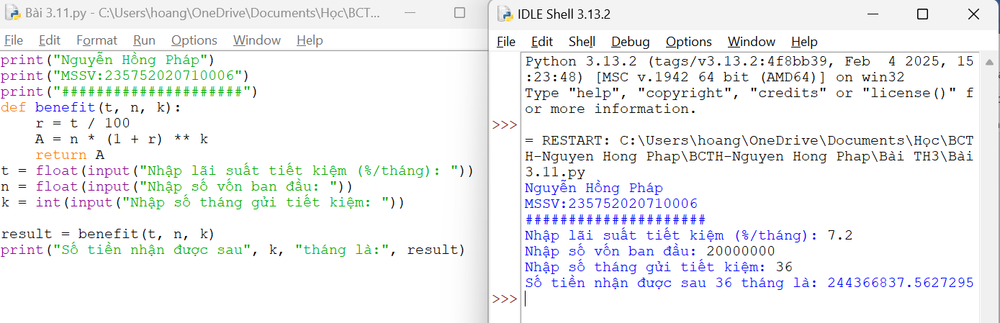 Bài 3.11.py - C:\Users\hoang\OneDrive\Documents\Học\BCT...
File Edit Format Run Options Window Help
print("Nguyễn Hồng Pháp")
print("MSSV:235752020710006")
print("#####################")
def benefit(t, n, k):
    r = t / 100
    A = n * (1 + r) ** k
    return A
t = float(input("Nhập lãi suất tiết kiệm (%/tháng): "))
n = float(input("Nhập số vốn ban đầu: "))
k = int(input("Nhập số tháng gửi tiết kiệm: "))
result = benefit(t, n, k)
print("Số tiền nhận được sau", k, "tháng là:", result)
IDLE Shell 3.13.2
File Edit Shell Debug Options Window Help
Python 3.13.2 (tags/v3.13.2:4f8bb39, Feb  4 2025, 15
:23:48) [MSC v.1942 64 bit (AMD64)] on win32
Type "help", "copyright", "credits" or "license()" f
or more information.
>>>
= RESTART: C:\Users\hoang\OneDrive\Documents\Học\BCT
H-Nguyen Hong Phap\BCTH-Nguyen Hong Phap\Bài TH3\Bài
3.11.py
Nguyễn Hồng Pháp
MSSV:235752020710006
#####################
Nhập lãi suất tiết kiệm (%/tháng): 7.2
Nhập số vốn ban đầu: 20000000
Nhập số tháng gửi tiết kiệm: 36
Số tiền nhận được sau 36 tháng là: 244366837.5627295
>>>